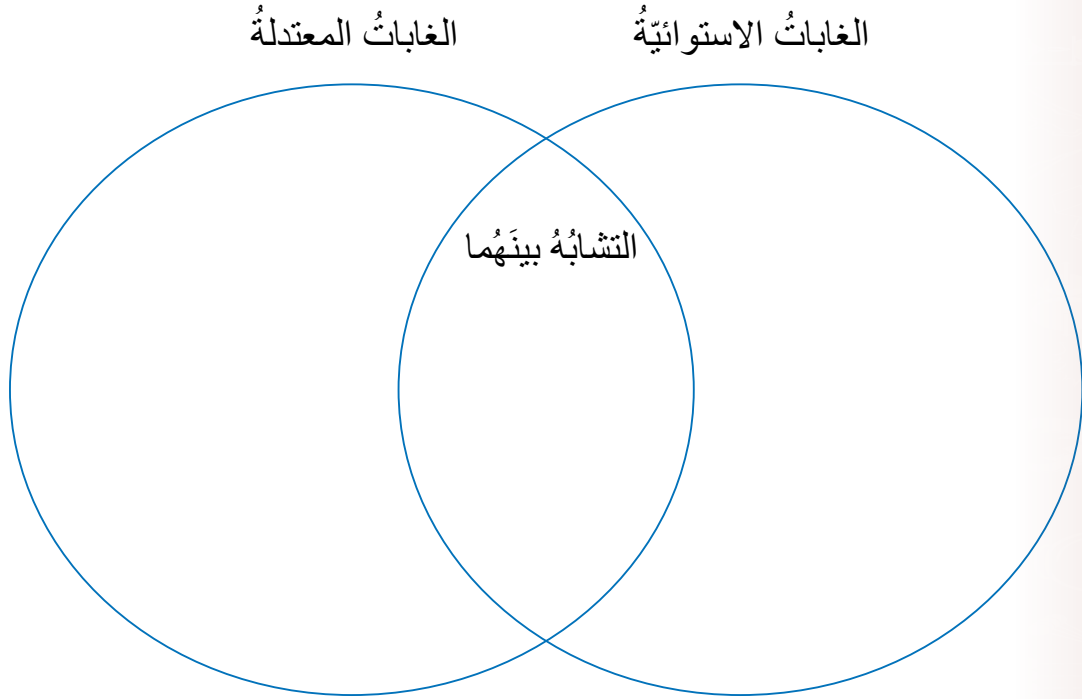 الغاباتُ الاستوائيّةُ
الغاباتُ المعتدلةُ
التشابُهُ بينَهُما